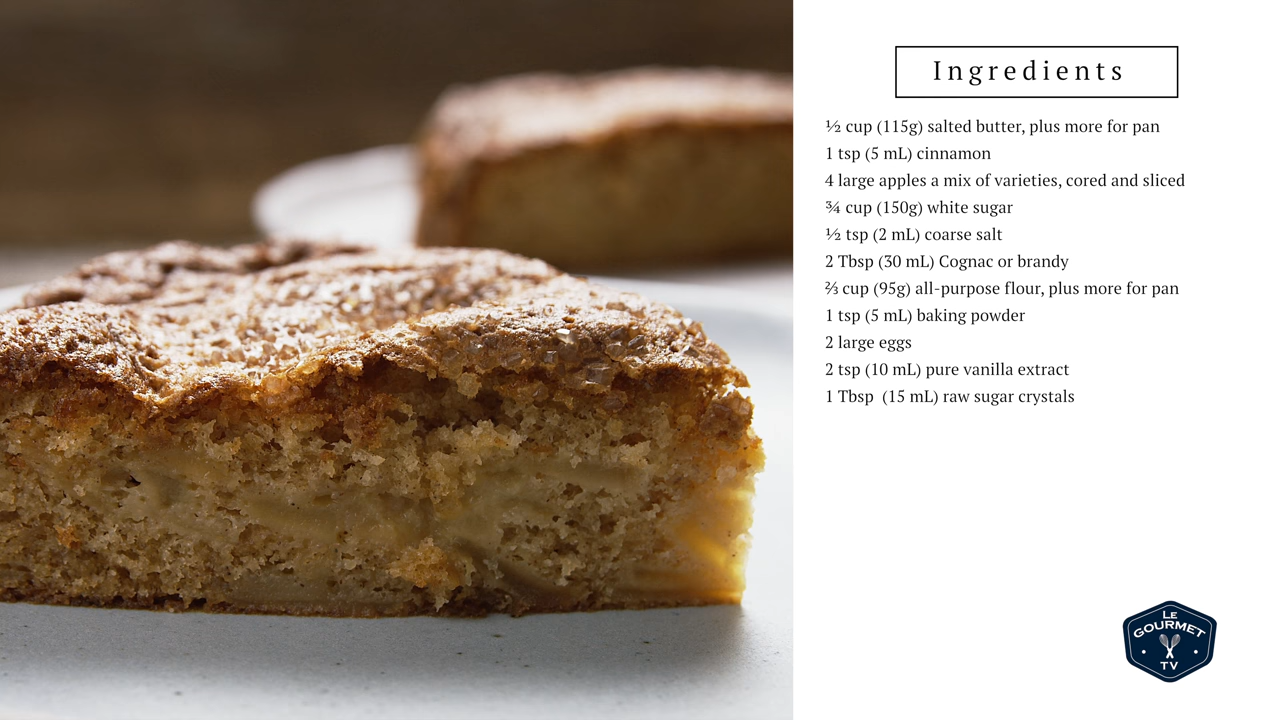 Ingredients
½ cup (115g) salted butter, plus more for pan
1 tsp (5 mL) cinnamon
4 large apples a mix of varieties, cored and sliced
¾ cup (150g) white sugar
½ tsp (2 mL) coarse salt
2 Tbsp (30 mL) Cognac or brandy
⅔ cup (95g) all-purpose flour, plus more for pan
1 tsp (5 mL) baking powder
2 large eggs
2 tsp (10 mL) pure vanilla extract
1 Tbsp  (15 mL) raw sugar crystals
LE
GOURMET
TV